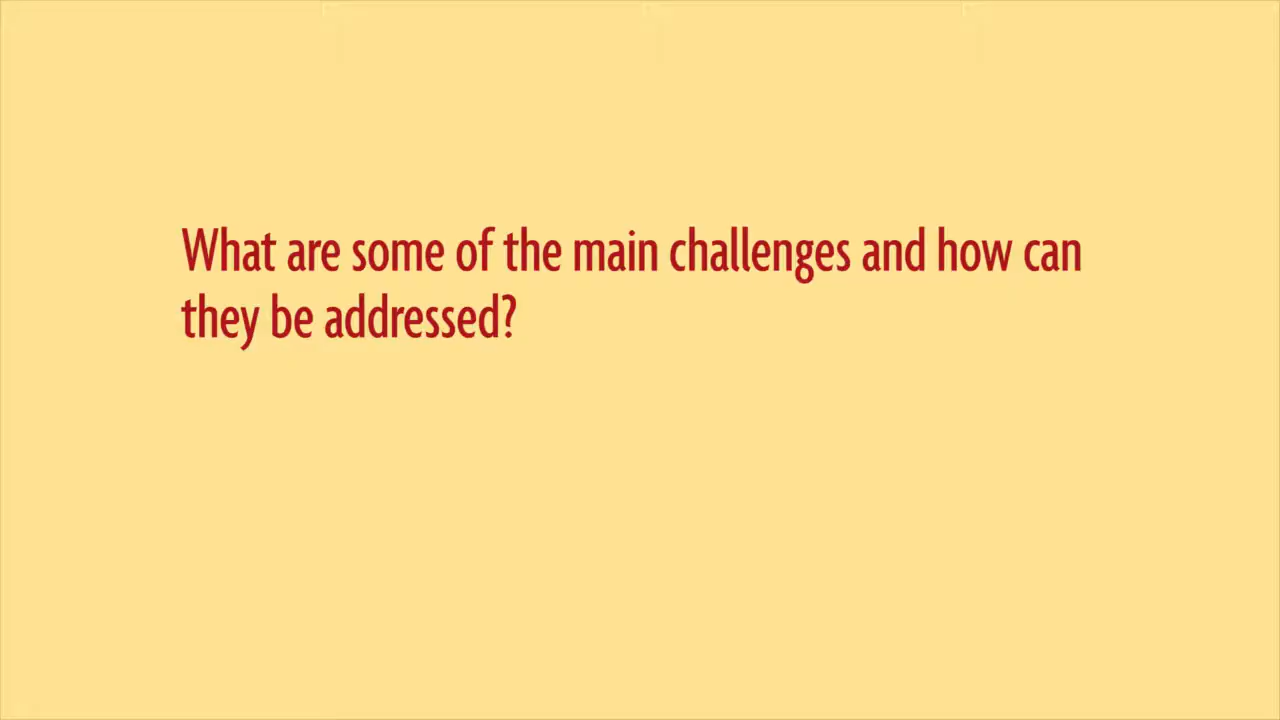 What are some of the main challenges and how can
they be addressed?